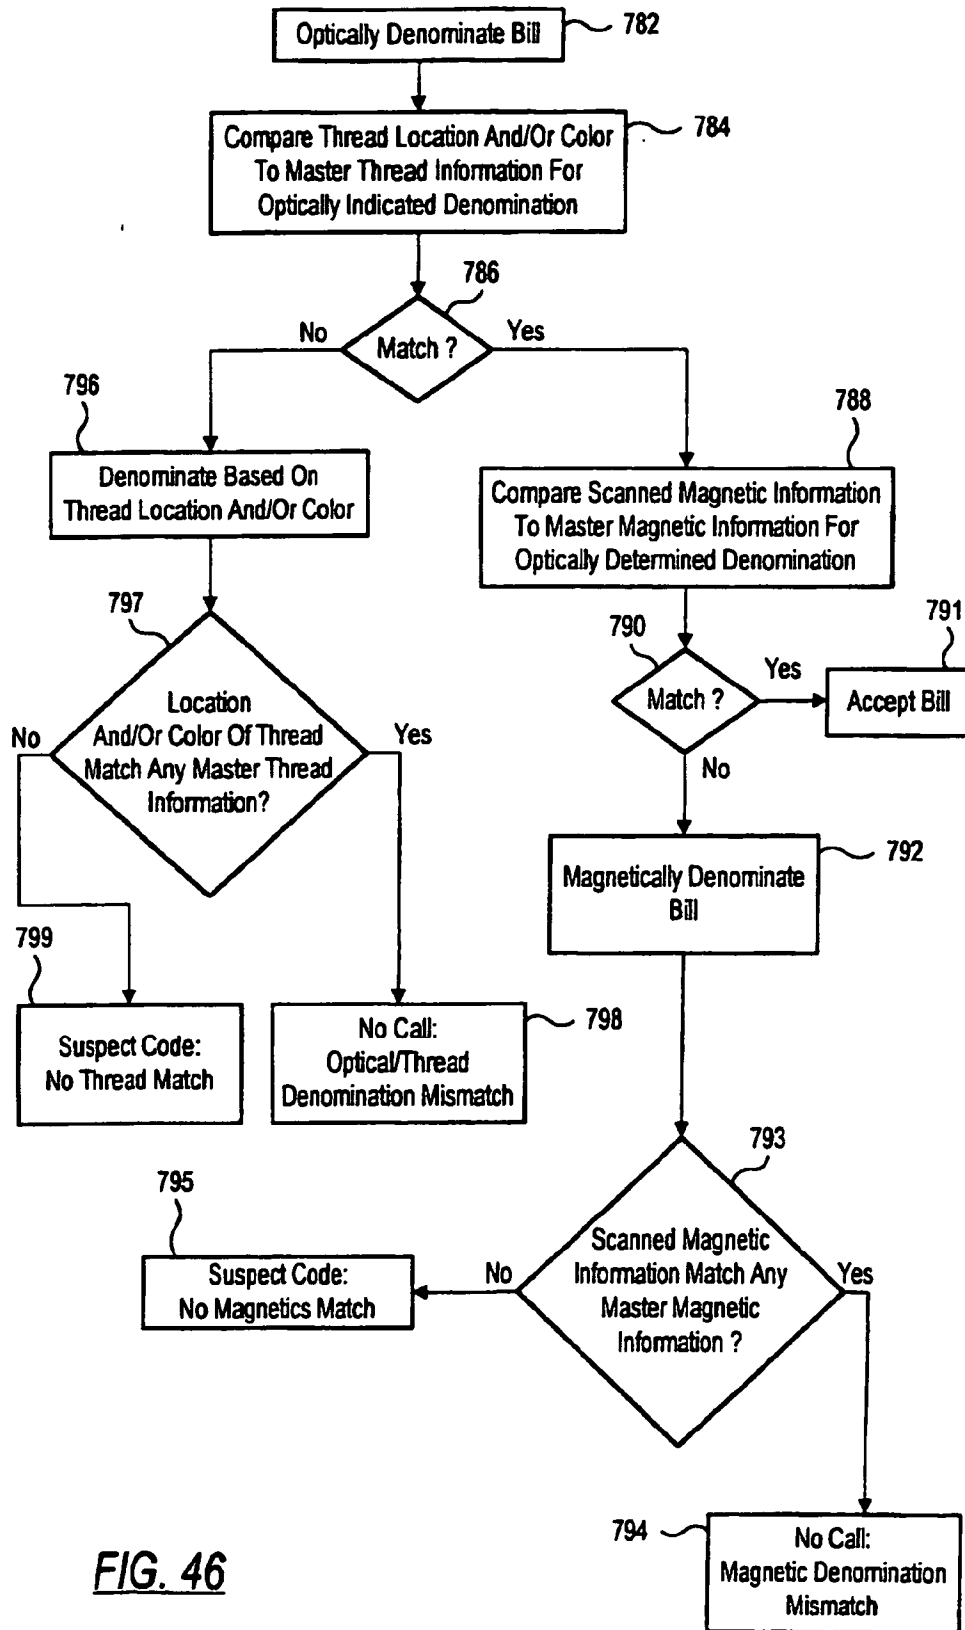 Optically Denominate Bill
782
Compare Thread Location And/Or Color
To Master Thread Information For
Optically Indicated Denomination
784
786
Match ?
No
Yes
796
Denominate Based On
Thread Location And/Or Color
788
Compare Scanned Magnetic Information
To Master Magnetic Information For
Optically Determined Denomination
797
Location
And/Or Color Of Thread
Match Any Master Thread
Information?
No
Yes
790
Match ?
Yes
No
791
Accept Bill
792
Magnetically Denominate
Bill
799
Suspect Code:
No Thread Match
798
No Call:
Optical/Thread
Denomination Mismatch
793
Scanned Magnetic
Information Match Any
Master Magnetic
Information ?
No
Yes
795
Suspect Code:
No Magnetics Match
794
No Call:
Magnetic Denomination
Mismatch
FIG. 46